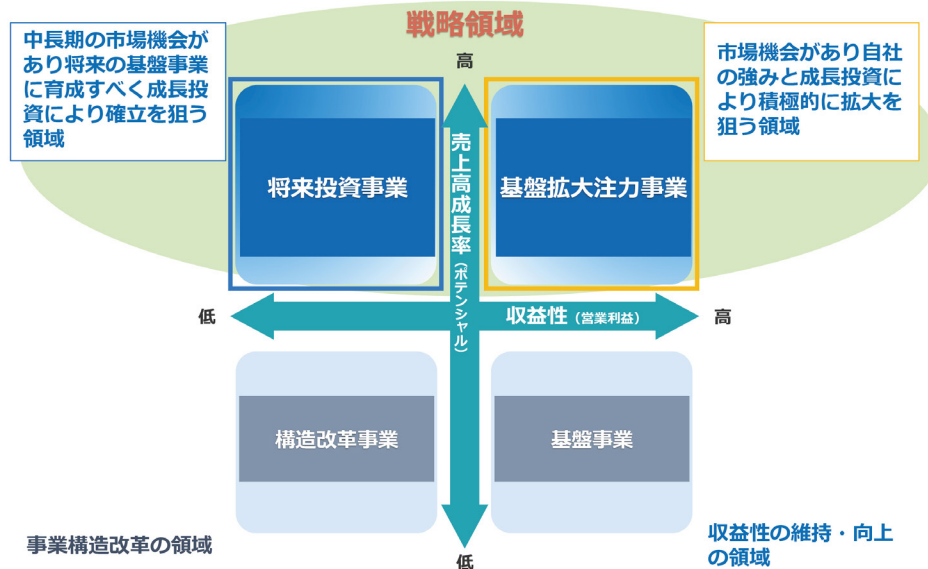 戦略領域
中長期の市場機会が
あり将来の基盤事業
に育成すべく成長投
資により確立を狙う
領域
高
市場機会があり自社
の強みと成長投資に
より積極的に拡大を
狙う領域
将来投資事業
売上高成長率（ポテンシャル）
基盤拡大注力事業
低
収益性（営業利益）
高
構造改革事業
基盤事業
事業構造改革の領域
低
収益性の維持・向上
の領域